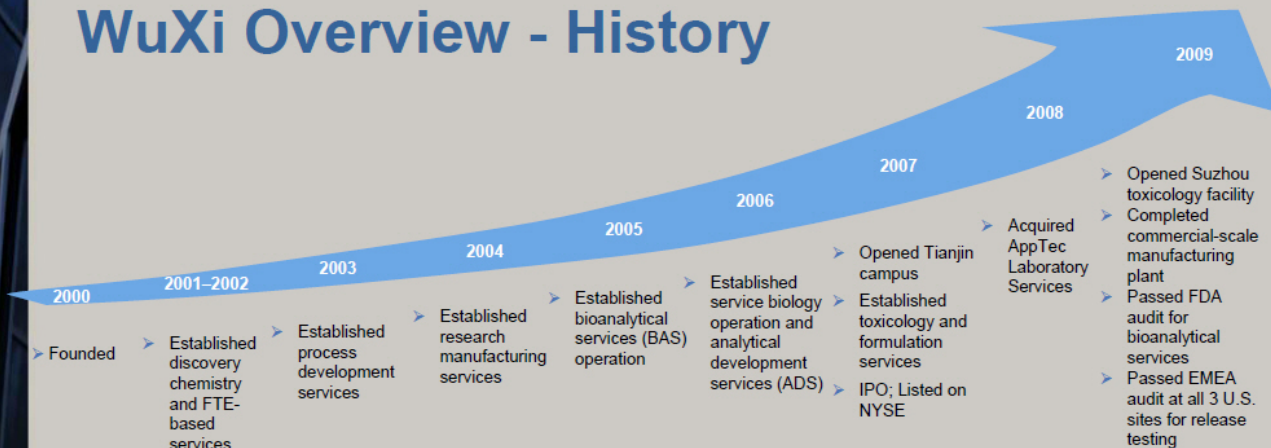 WuXi Overview - History
2000
2001–2002
2003
2004
2005
2006
2007
2008
2009
➢ Founded
➢ Established
discovery
chemistry
and FTE-
based
services
➢ Established
process
development
services
➢ Established
research
manufacturing
services
➢ Established
bioanalytical
services (BAS)
operation
➢ Established
service biology
operation and
analytical
development
services (ADS)
➢ Opened Tianjin
campus
➢ Established
toxicology and
formulation
services
➢ IPO; Listed on
NYSE
➢ Acquired
AppTec
Laboratory
Services
➢ Opened Suzhou
toxicology facility
➢ Completed
commercial-scale
manufacturing
plant
➢ Passed FDA
audit for
bioanalytical
services
➢ Passed EMEA
audit at all 3 U.S.
sites for release
testing